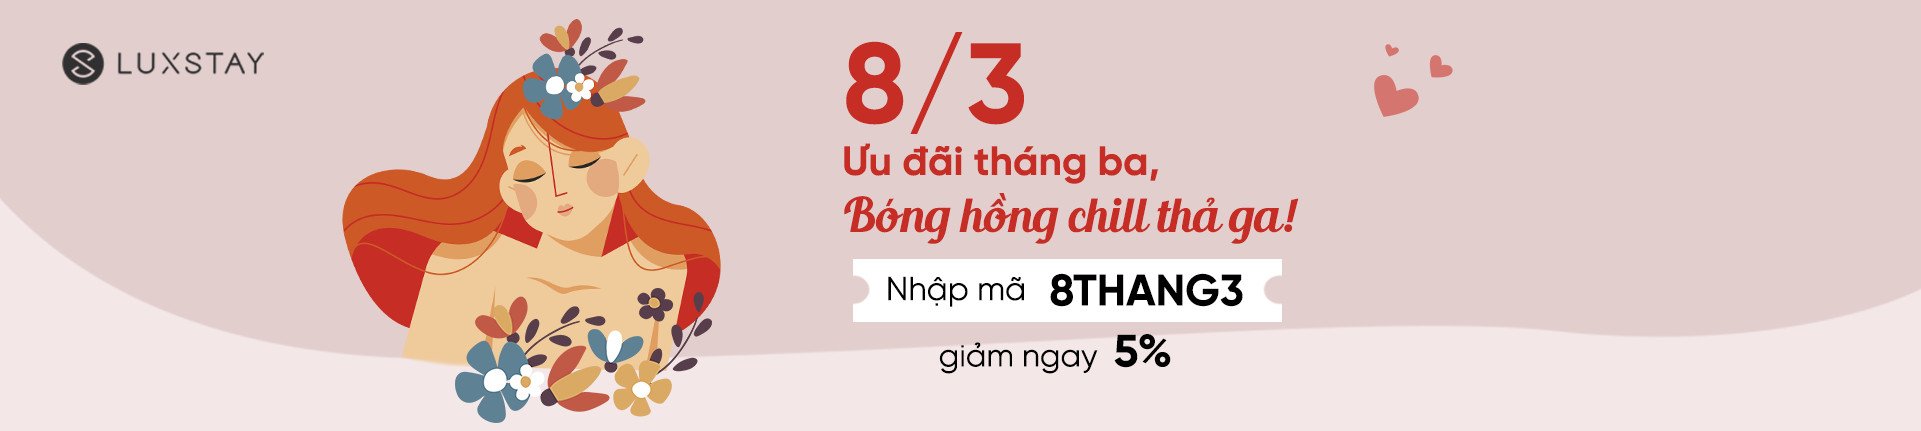 LUXSTAY
8/3
Ưu đãi tháng ba,
Bóng hồng chill thả ga!
Nhập mã 8THANG3
giảm ngay 5%